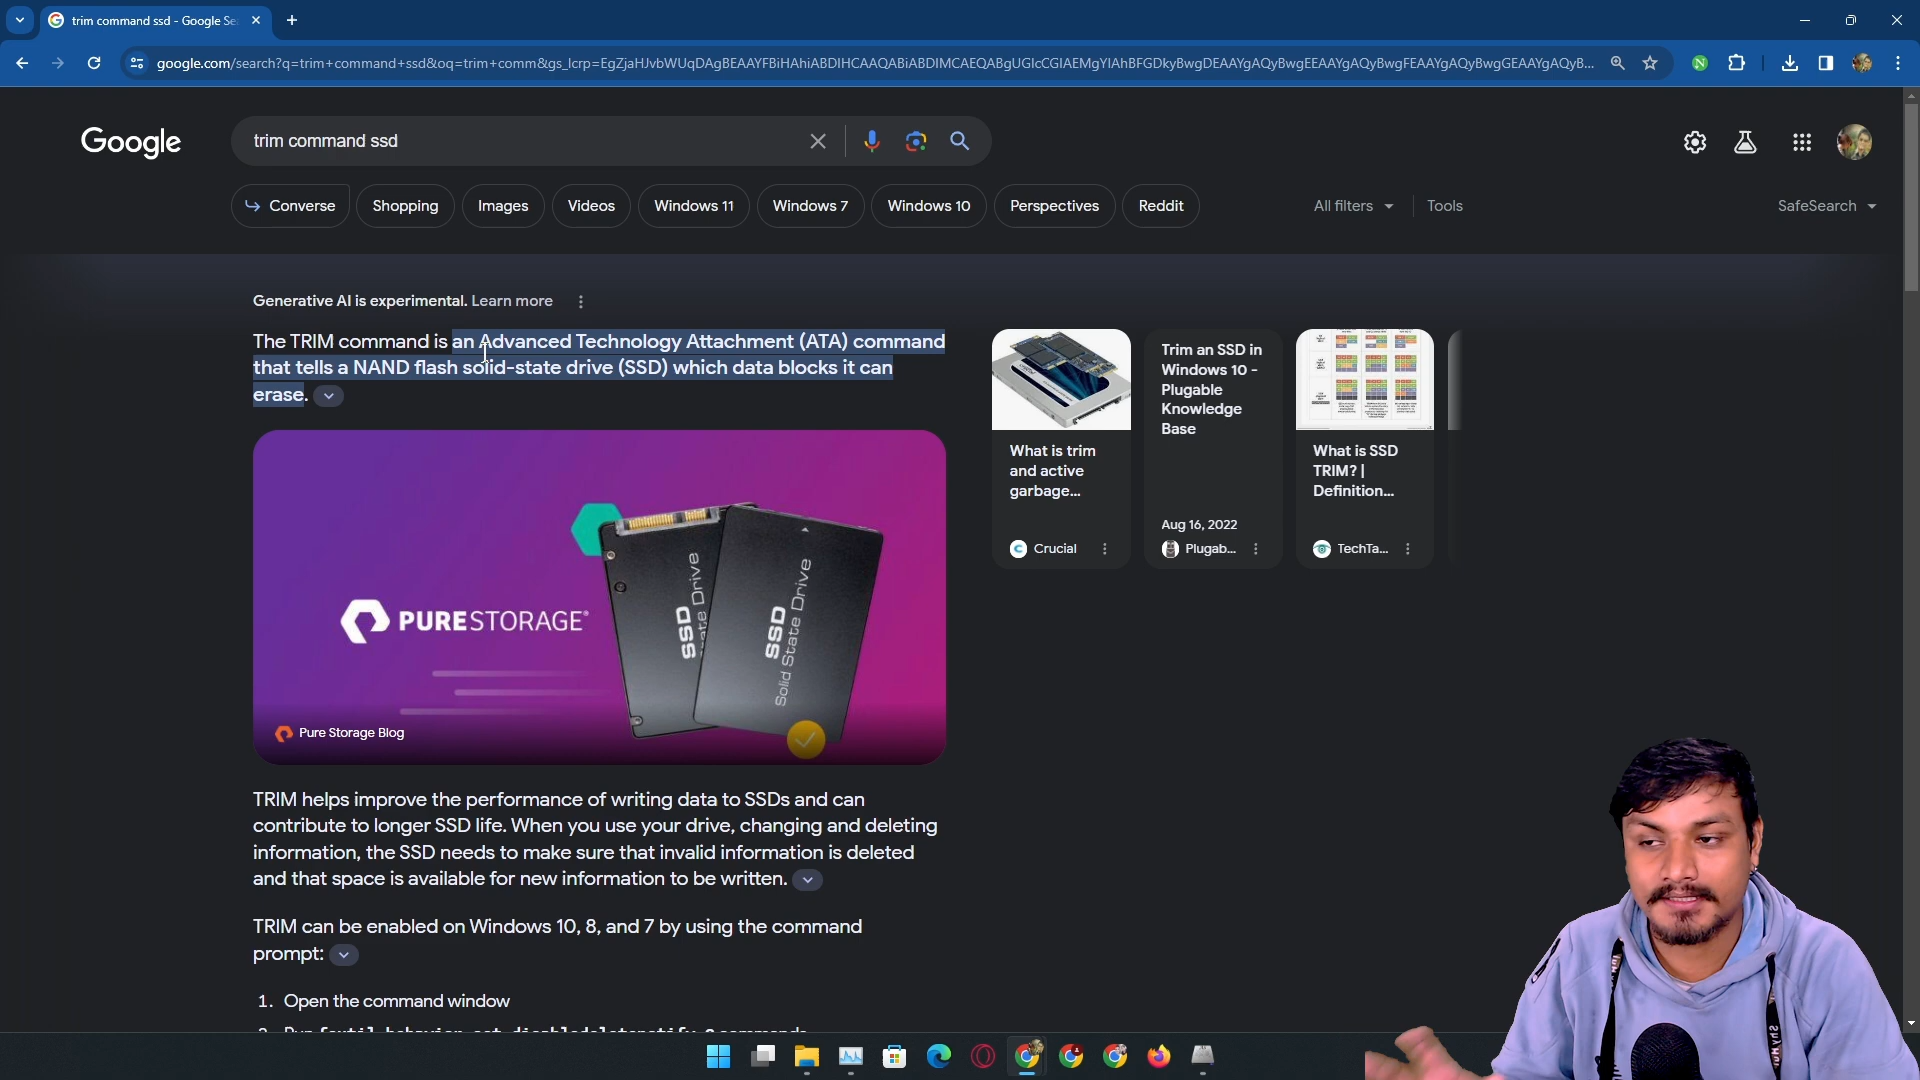 trim command ssd - Google Se
google.com/search?q=trim+command+ssd&oq=trim+comm&gs_lcrp=EgZjaHJvbWUqDAgBEAAYFBiHAhiABDIHCAAQABiABDIMCAEQABgUGIcCGIAEMgYIAhBFGDkyBwgDEAAYgAQyBwgEEAAYgAQyBwgFEAAYgAQyBwgGEAAYgAQyB...
Google
trim command ssd
Converse Shopping Images Videos Windows 11 Windows 7 Windows 10 Perspectives Reddit All filters Tools SafeSearch
Generative AI is experimental. Learn more
The TRIM command is an Advanced Technology Attachment (ATA) command
that tells a NAND flash solid-state drive (SSD) which data blocks it can
erase.
PURESTORAGE®
SSD
SSD
Solid State Drive
Pure Storage Blog
What is trim
and active
garbage...
Crucial
Trim an SSD in
Windows 10 -
Plugable
Knowledge
Base
Aug 16, 2022
Plugab...
What is SSD
TRIM? |
Definition...
TechTa...
TRIM helps improve the performance of writing data to SSDs and can
contribute to longer SSD life. When you use your drive, changing and deleting
information, the SSD needs to make sure that invalid information is deleted
and that space is available for new information to be written.
TRIM can be enabled on Windows 10, 8, and 7 by using the command
prompt:
1. Open the command window